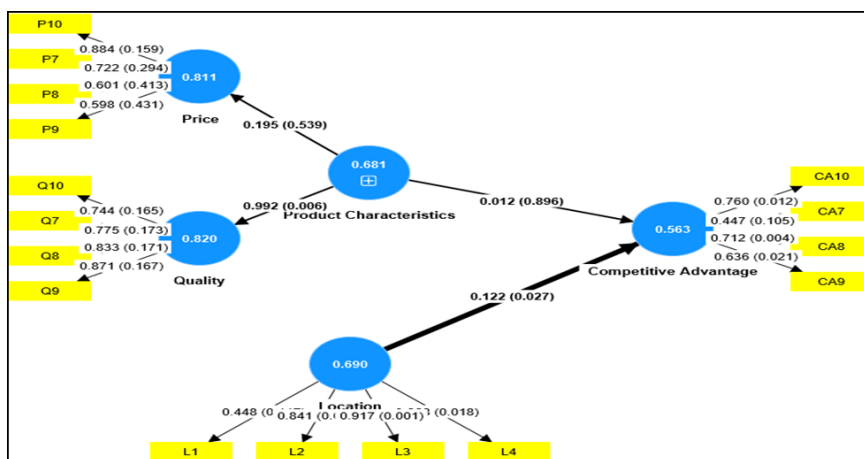 P10
0.884 (0.159)
P7
0.722 (0.294)
0.811
P8
0.601 (0.413)
0.598 (0.431)
P9
Price
0.195 (0.539)
0.681
Q10
0.744 (0.165)
0.992 (0.006)
Product Characteristics
0.012 (0.896)
Q7
0.775 (0.173)
0.820
Q8
0.833 (0.171)
0.871 (0.167)
Q9
Quality
CA10
0.760 (0.012)
0.447 (0.105)
CA7
0.563
0.712 (0.004)
CA8
0.636 (0.021)
Competitive Advantage
CA9
0.122 (0.027)
0.690
Location
0.448
0.841
0.917 (0.001)
(0.018)
L1
L2
L3
L4